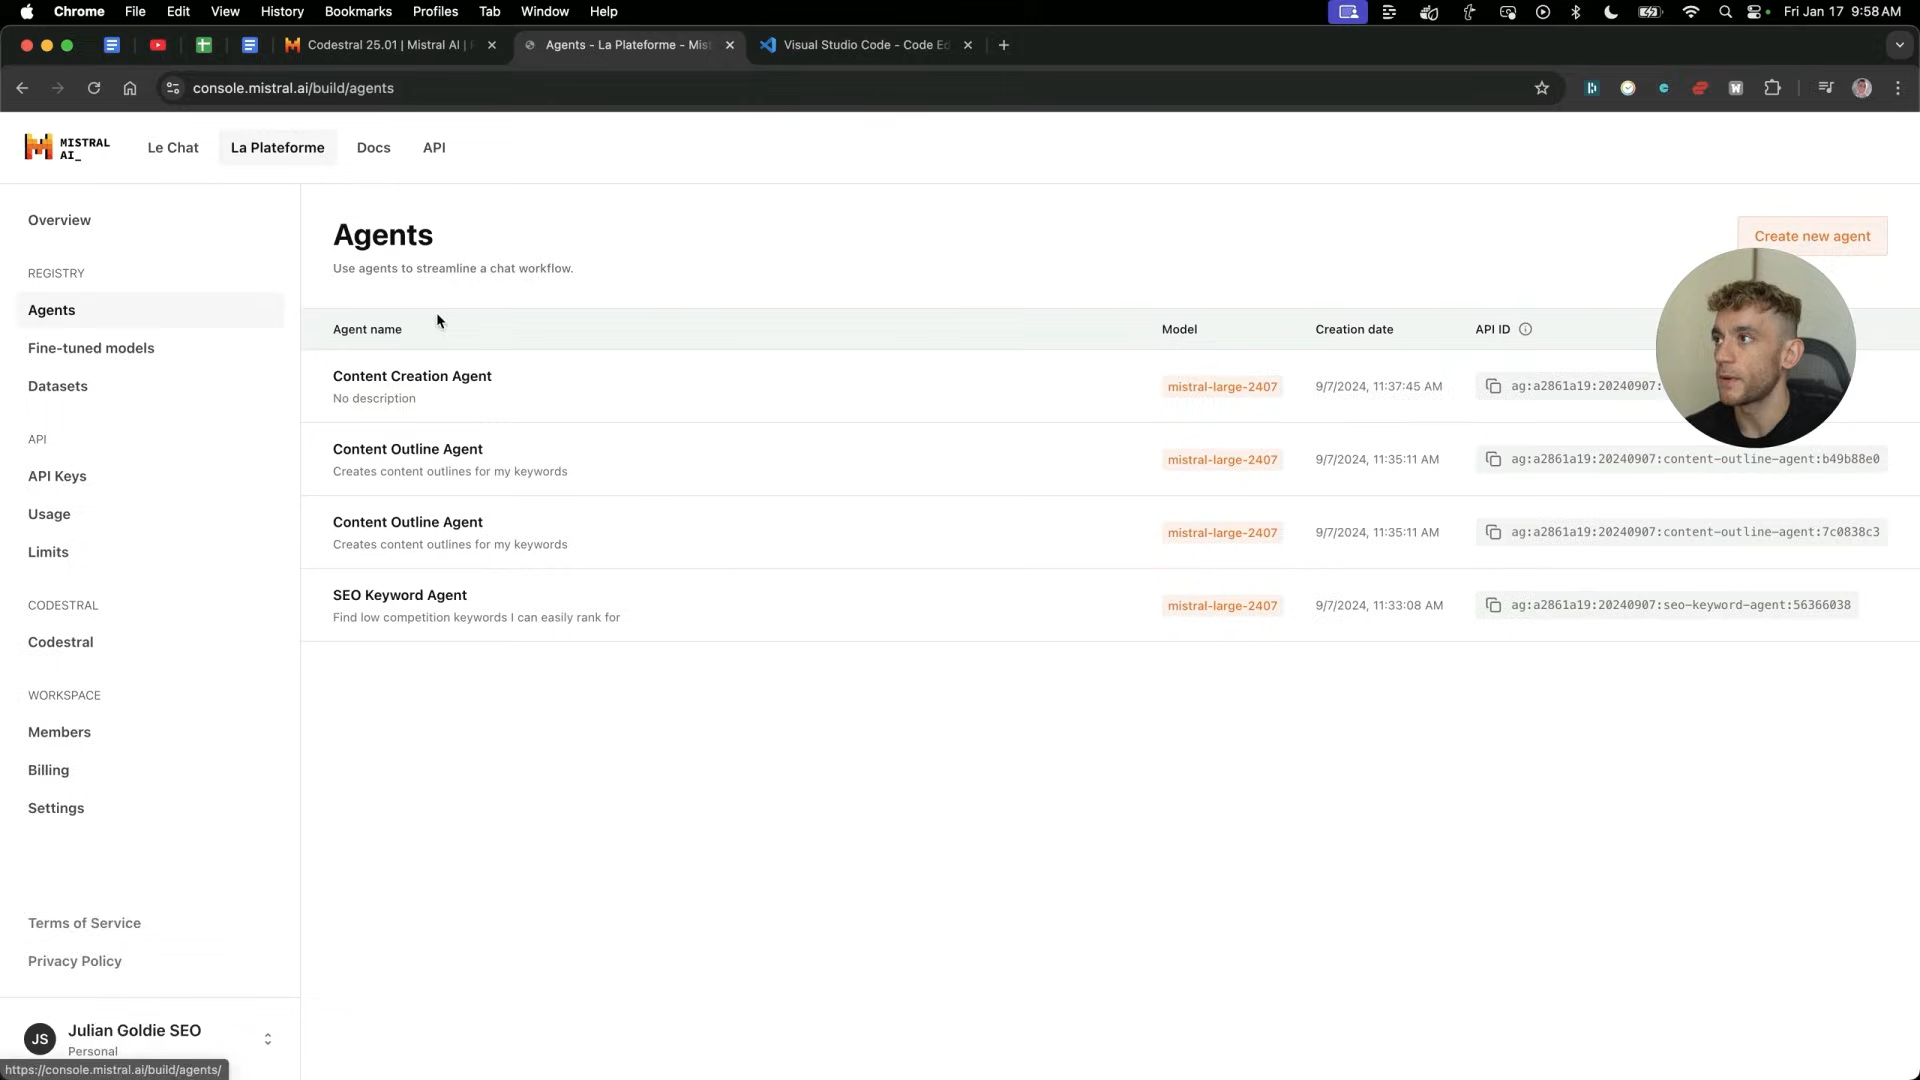 Chrome File Edit View History Bookmarks Profiles Tab Window Help Fri Jan 17 9:58 AM
Codestral 25.01 | Mistral AI | Agents - La Plateforme - Mis Visual Studio Code - Code Ed
console.mistral.ai/build/agents
MISTRAL
AI_
Le Chat La Plateforme Docs API
Overview
REGISTRY
Agents
Fine-tuned models
Datasets
API
API Keys
Usage
Limits
CODESTRAL
Codestral
WORKSPACE
Members
Billing
Settings
Terms of Service
Privacy Policy
JS
Julian Goldie SEO
Personal
https://console.mistral.ai/build/agents/
Agents
Use agents to streamline a chat workflow.
Create new agent
Agent name Model Creation date API ID
Content Creation Agent
No description
mistral-large-2407 9/7/2024, 11:37:45 AM ag:a2861a19:20240907:
Content Outline Agent
Creates content outlines for my keywords
mistral-large-2407 9/7/2024, 11:35:11 AM ag:a2861a19:20240907:content-outline-agent:b49b88e0
Content Outline Agent
Creates content outlines for my keywords
mistral-large-2407 9/7/2024, 11:35:11 AM ag:a2861a19:20240907:content-outline-agent:7c0838c3
SEO Keyword Agent
Find low competition keywords I can easily rank for
mistral-large-2407 9/7/2024, 11:33:08 AM ag:a2861a19:20240907:seo-keyword-agent:56366038